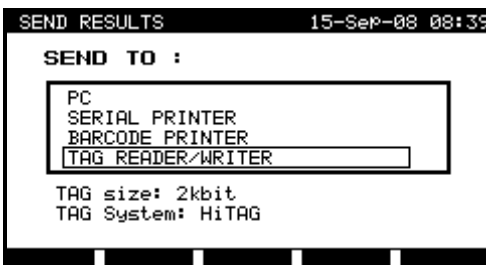 SEND RESULTS 15-Sep-08 08:39
SEND TO :
PC
SERIAL PRINTER
BARCODE PRINTER
TAG READER/WRITER
TAG size: 2kbit
TAG System: HiTAG